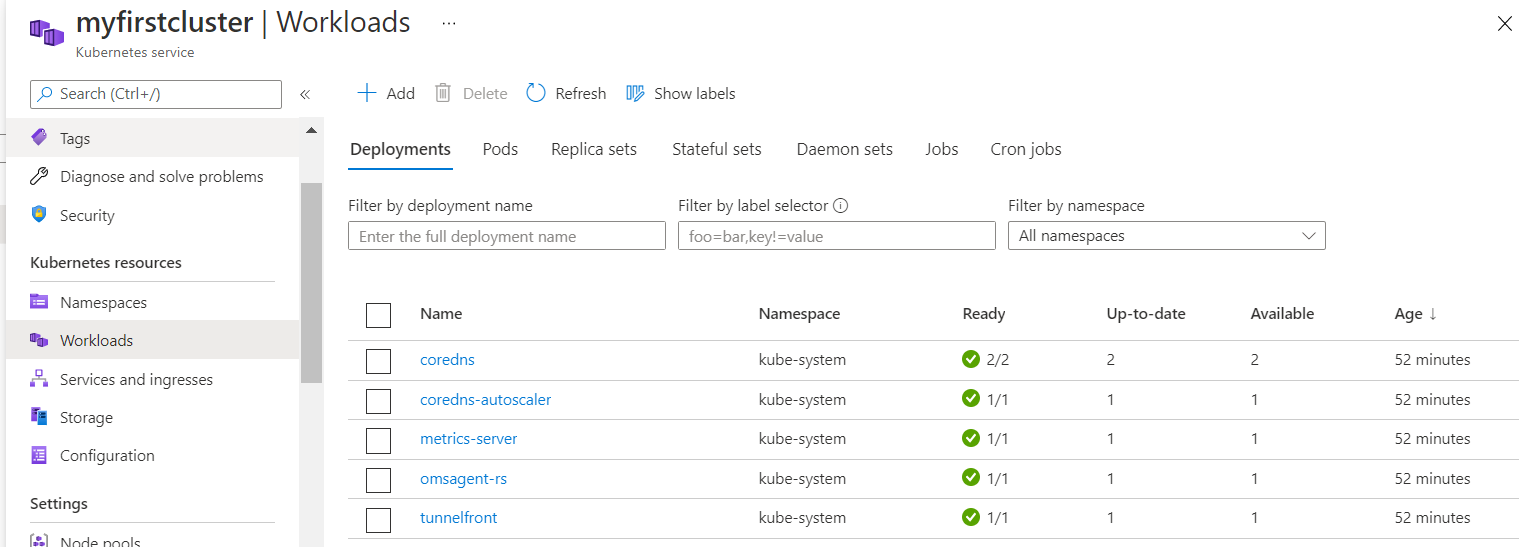 myfirstcluster | Workloads ...
Kubernetes service
Search (Ctrl+/) «
Tags
Diagnose and solve problems
Security
Kubernetes resources
Namespaces
Workloads
Services and ingresses
Storage
Configuration
Settings
Node pools
Add Delete Refresh Show labels
Deployments Pods Replica sets Stateful sets Daemon sets Jobs Cron jobs
Filter by deployment name Filter by label selector Filter by namespace
Enter the full deployment name foo=bar,key!=value All namespaces
Name Namespace Ready Up-to-date Available Age ↓
coredns kube-system 2/2 2 2 52 minutes
coredns-autoscaler kube-system 1/1 1 1 52 minutes
metrics-server kube-system 1/1 1 1 52 minutes
omsagent-rs kube-system 1/1 1 1 52 minutes
tunnelfront kube-system 1/1 1 1 52 minutes